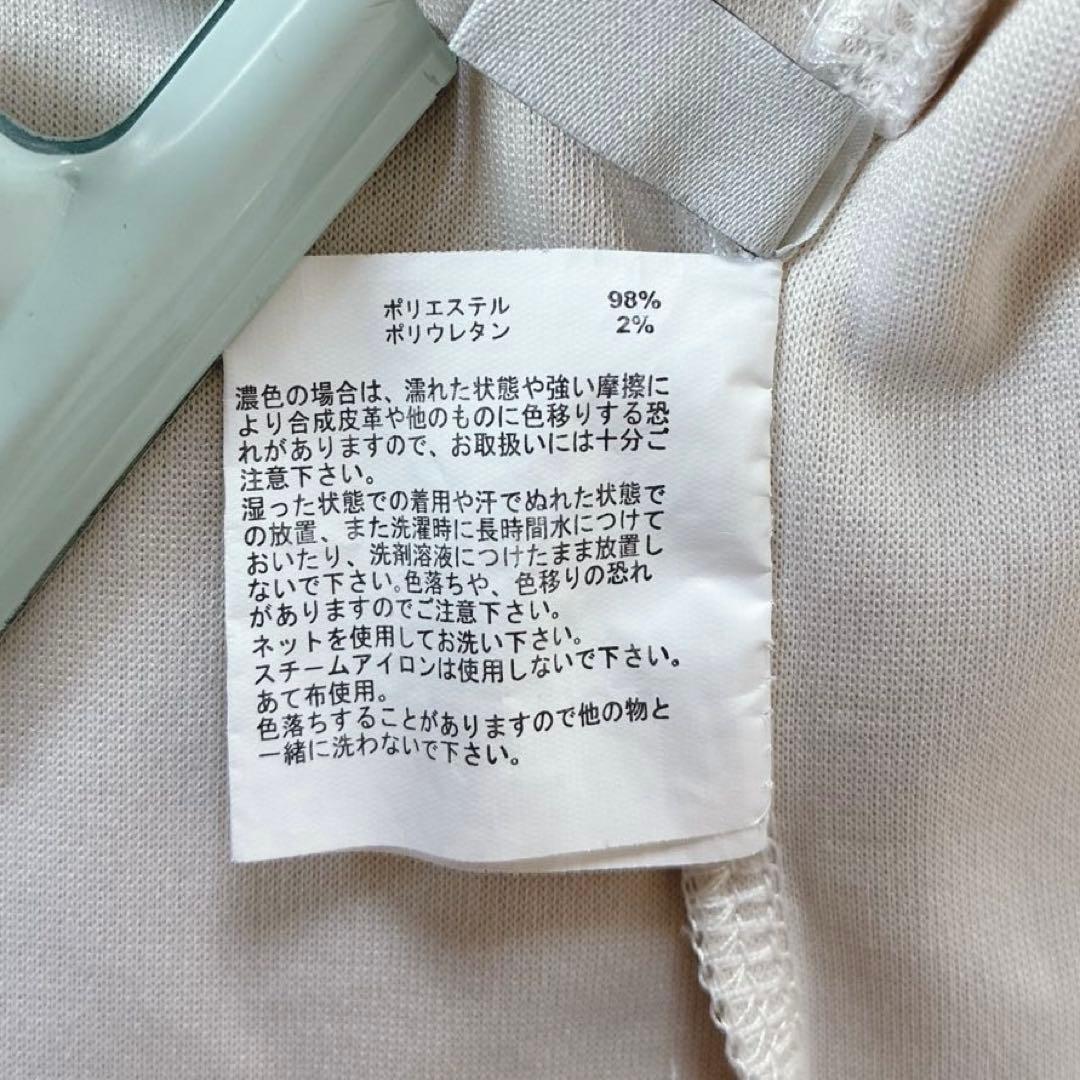 ポリエステル 98%
ポリウレタン 2%
濃色の場合は、濡れた状態や強い摩擦に
より合成皮革や他のものに色移りする恐
れがありますので、お取扱いには十分ご
注意下さい。
湿った状態での着用や汗でぬれた状態で
の放置、また洗濯時に長時間水につけて
おいたり、洗剤溶液につけたまま放置し
ないで下さい。色落ちや、色移りの恐れ
がありますのでご注意下さい。
ネットを使用してお洗い下さい。
スチームアイロンは使用しないで下さい。
あて布使用。
色落ちすることがありますので他の物と
一緒に洗わないで下さい。